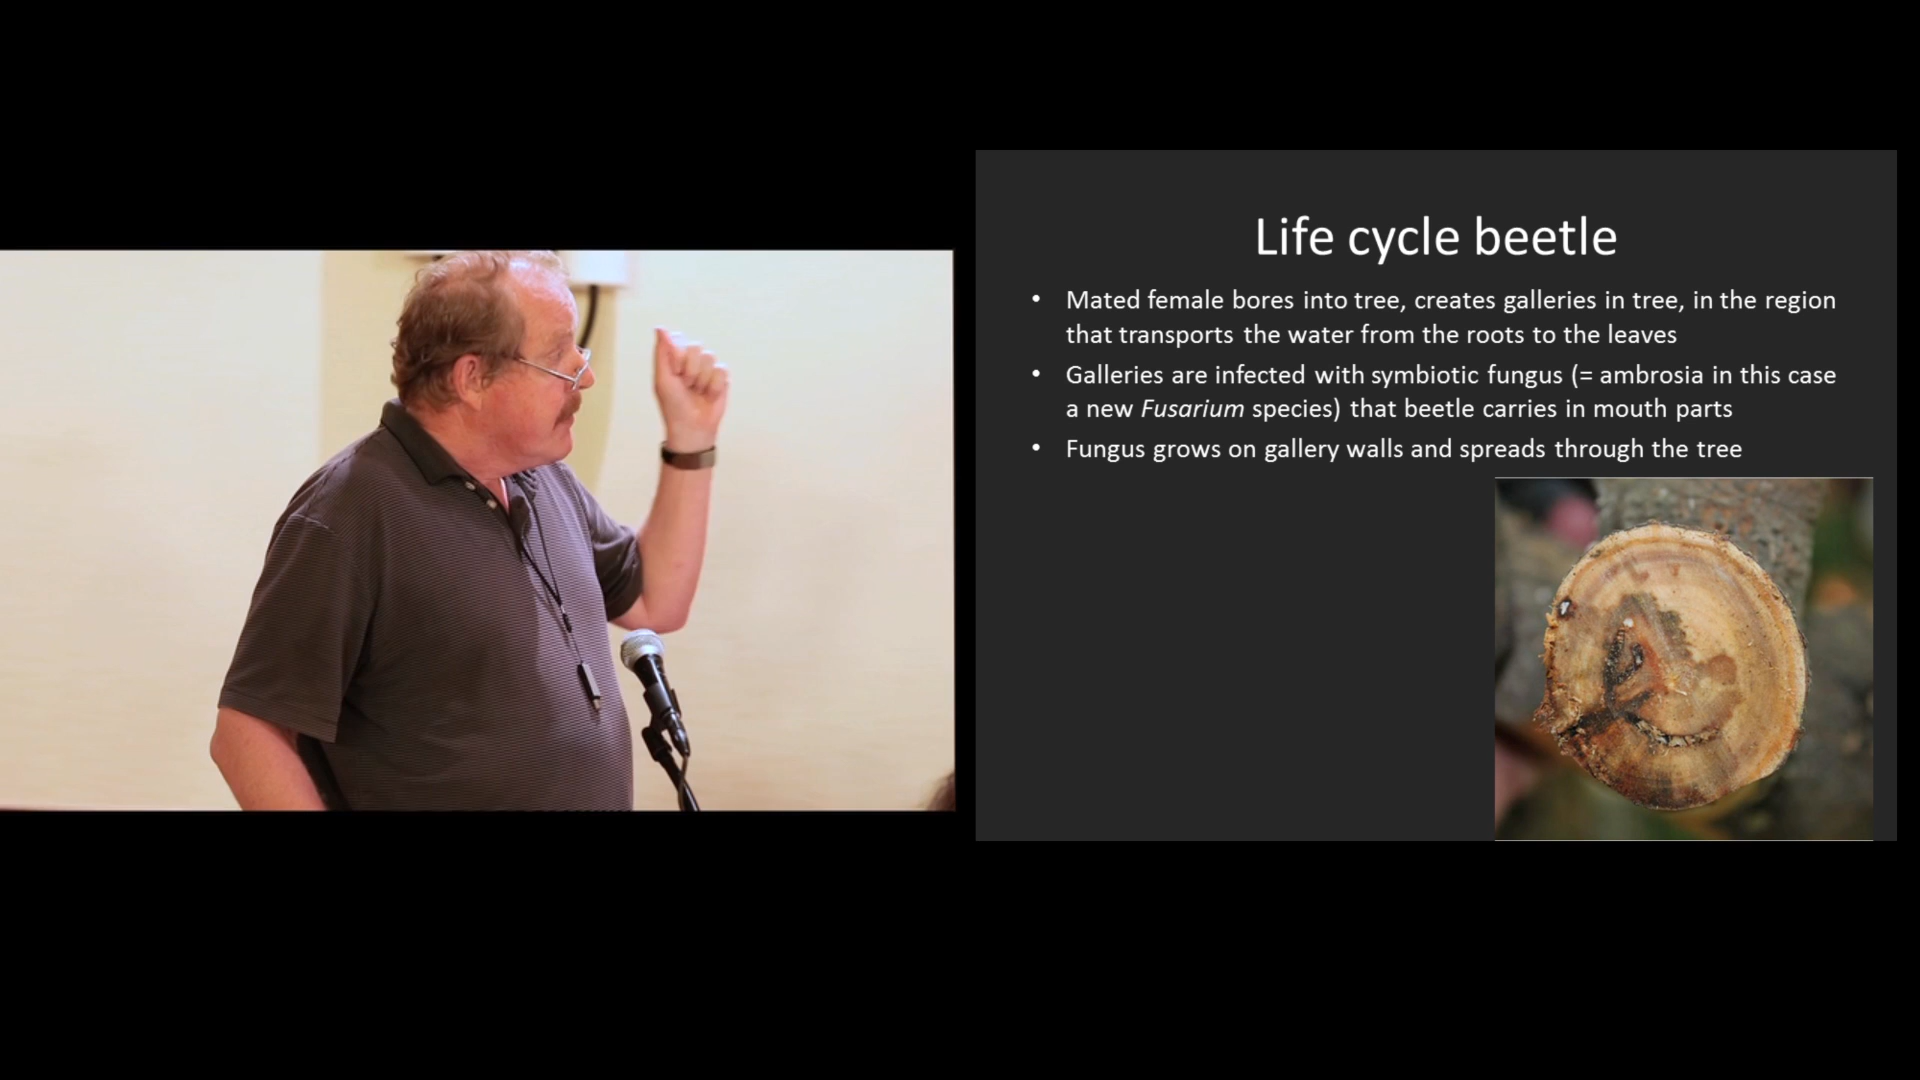 Life cycle beetle
• Mated female bores into tree, creates galleries in tree, in the region
that transports the water from the roots to the leaves
• Galleries are infected with symbiotic fungus (= ambrosia in this case
a new Fusarium species) that beetle carries in mouth parts
• Fungus grows on gallery walls and spreads through the tree